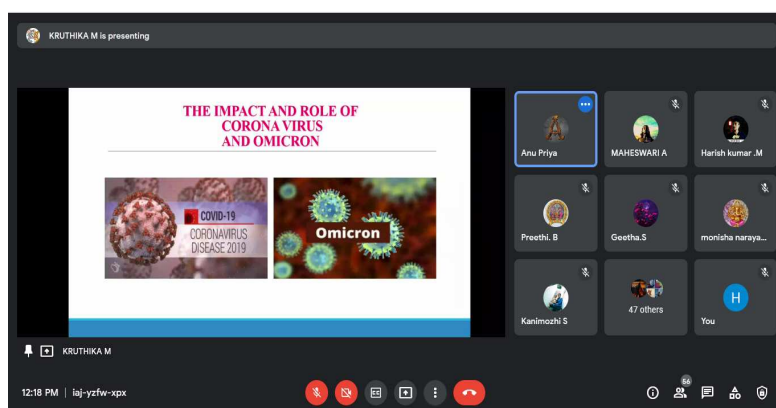 KRUTHIKA M is presenting
THE IMPACT AND ROLE OF
CORONA VIRUS
AND OMICRON
COVID-19
CORONAVIRUS
DISEASE 2019
Omicron
Anu Priya
MAHESWARI A
Harish kumar .M
Preethi. B
Geetha.S
monisha naraya...
Kanimozhi S
47 others
H
You
KRUTHIKA M
12:18 PM | iaj-yzfw-xpx
CC
56